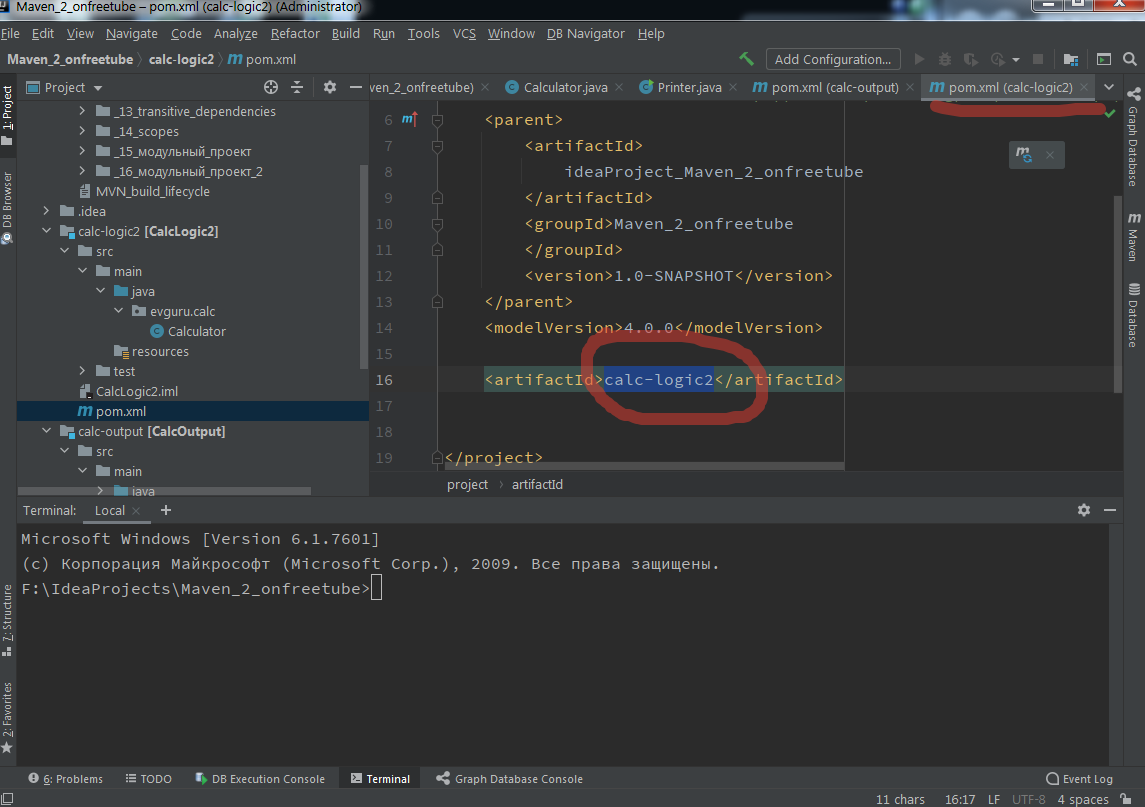 Maven_2_onfreetube – pom.xml (calc-logic2) (Administrator)
File Edit View Navigate Code Analyze Refactor Build Run Tools VCS Window DB Navigator Help
Maven_2_onfreetube calc-logic2 pom.xml
Add Configuration...
Project
ven_2_onfreetube) Calculator.java Printer.java pom.xml (calc-output) pom.xml (calc-logic2)
_13_transitive_dependencies
_14_scopes
_15_модульный_проект
_16_модульный_проект_2
MVN_build_lifecycle
.idea
calc-logic2 [CalcLogic2]
src
main
java
evguru.calc
Calculator
resources
test
CalcLogic2.iml
pom.xml
calc-output [CalcOutput]
src
main
java
6 <parent>
7 <artifactId>
8 ideaProject_Maven_2_onfreetube
9 </artifactId>
10 <groupId>Maven_2_onfreetube
11 </groupId>
12 <version>1.0-SNAPSHOT</version>
13 </parent>
14 <modelVersion>4.0.0</modelVersion>
15
16 <artifactId>calc-logic2</artifactId>
17
18
19 </project>
project › artifactId
1: Project
DB Browser
7: Structure
2: Favorites
Graph Database
Maven
Database
Terminal: Local
Microsoft Windows [Version 6.1.7601]
(c) Корпорация Майкрософт (Microsoft Corp.), 2009. Все права защищены.
F:\IdeaProjects\Maven_2_onfreetube>
6: Problems TODO DB Execution Console Terminal Graph Database Console Event Log
11 chars 16:17 LF UTF-8 4 spaces